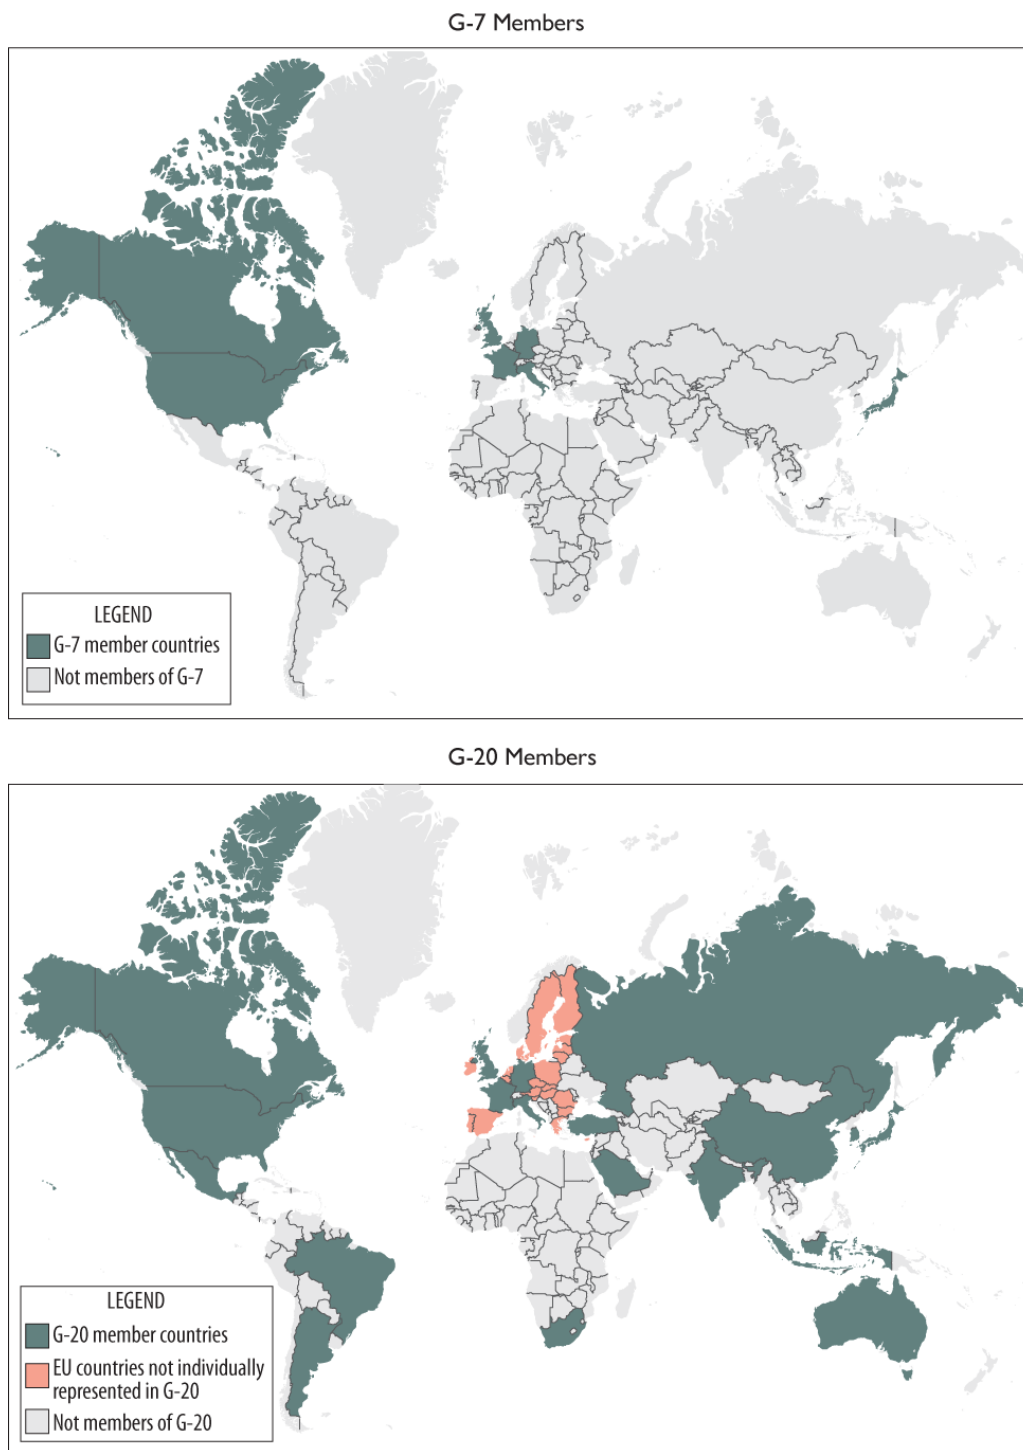 G-7 Members
LEGEND
G-7 member countries
Not members of G-7
G-20 Members
LEGEND
G-20 member countries
EU countries not individually
represented in G-20
Not members of G-20